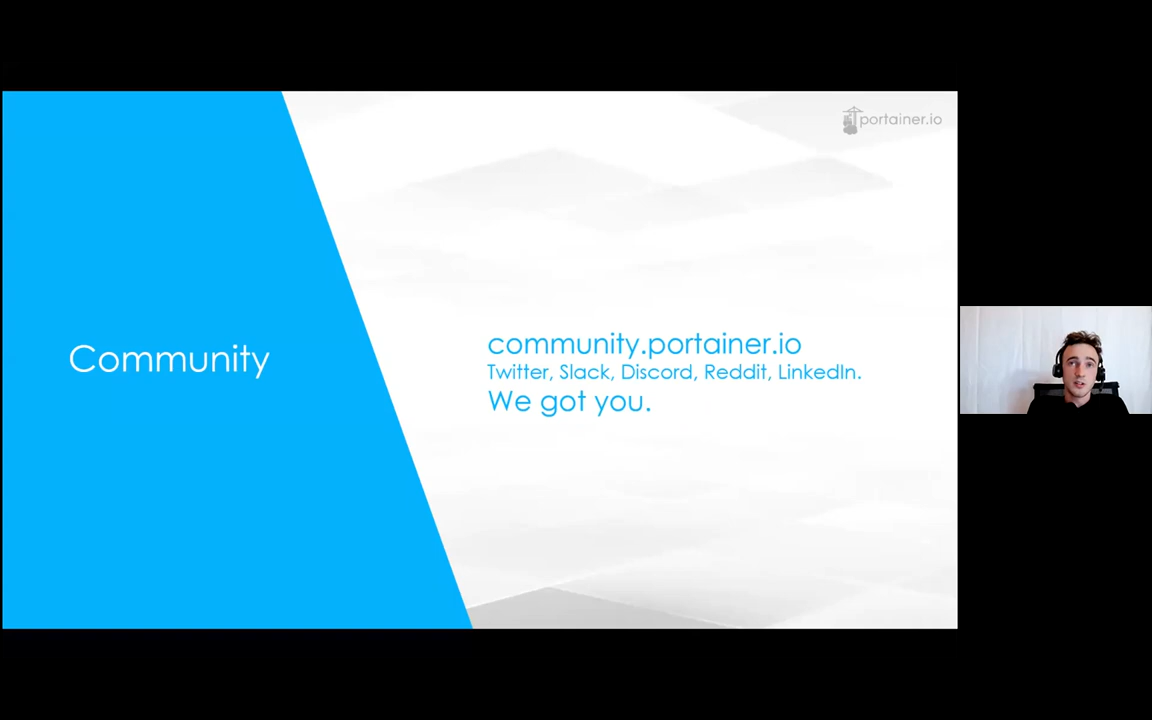 portainer.io
Community
community.portainer.io
Twitter, Slack, Discord, Reddit, LinkedIn.
We got you.